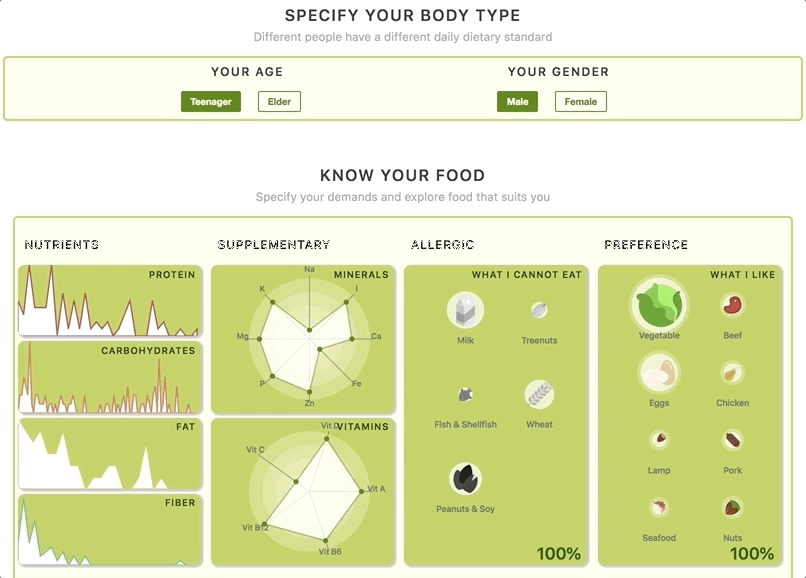 SPECIFY YOUR BODY TYPE
Different people have a different daily dietary standard
YOUR AGE
YOUR GENDER
Teenager
Elder
Male
Female
KNOW YOUR FOOD
Specify your demands and explore food that suits you
NUTRIENTS
SUPPLEMENTARY
ALLERGIC
PREFERENCE
PROTEIN
CARBOHYDRATES
FAT
FIBER
MINERALS
Na
K
I
Mg
Ca
P
Fe
Zn
VITAMINS
Vit D
Vit C
Vit A
Vit B12
Vit B6
WHAT I CANNOT EAT
Milk
Treenuts
Fish & Shellfish
Wheat
Peanuts & Soy
100%
WHAT I LIKE
Vegetable
Beef
Eggs
Chicken
Lamp
Pork
Seafood
Nuts
100%